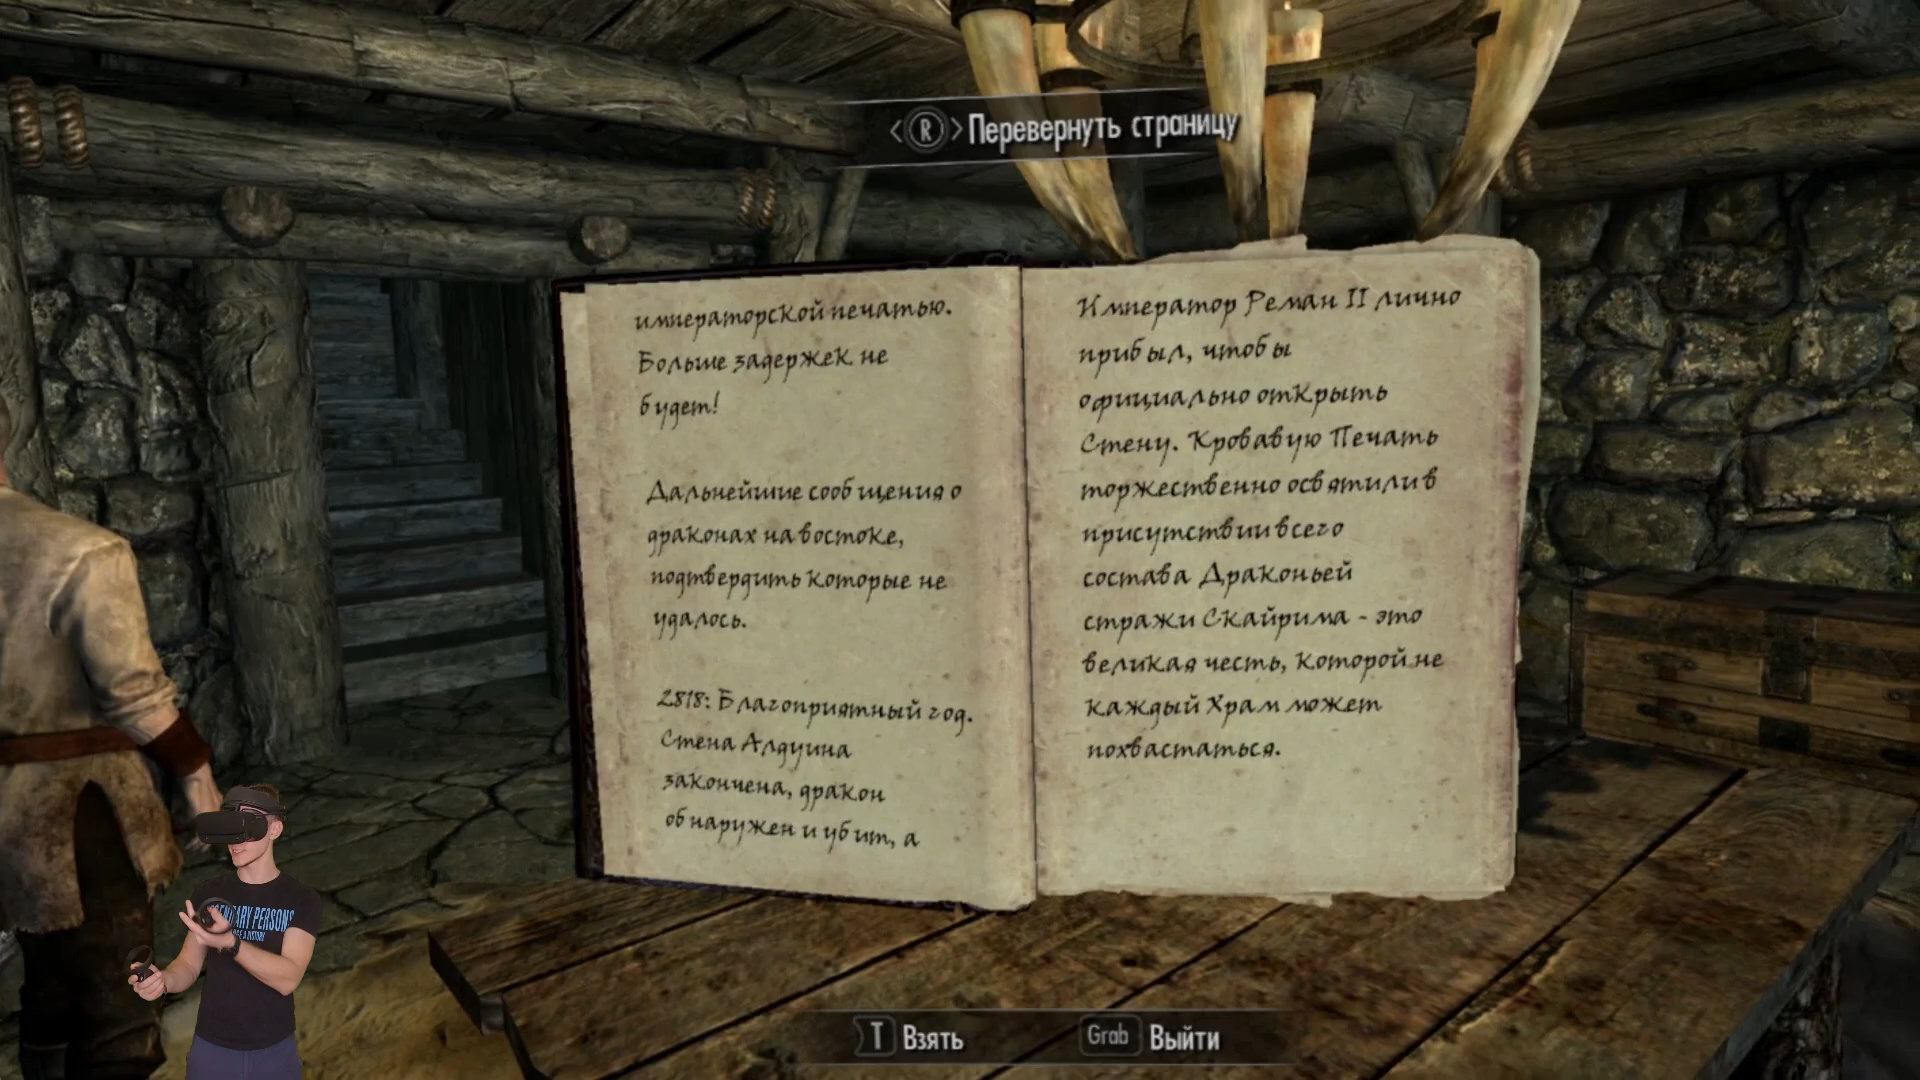 Перевернуть страницу
R
императорской печатью.
Больше задержек не
будет!
Дальнейшие сообщения о
драконах на востоке,
подтвердить которые не
удалось.
2818: Благоприятный год.
Стена Алдуина
закончена, дракон
обнаружен и убит, а
Император Реман II лично
прибыл, чтобы
официально открыть
Стену. Кровавую Печать
торжественно освятили в
присутствии всего
состава Драконьей
стражи Скайрима - это
великая честь, которой не
каждый Храм может
похвастаться.
PERSONS
T Взять
Grab Выйти